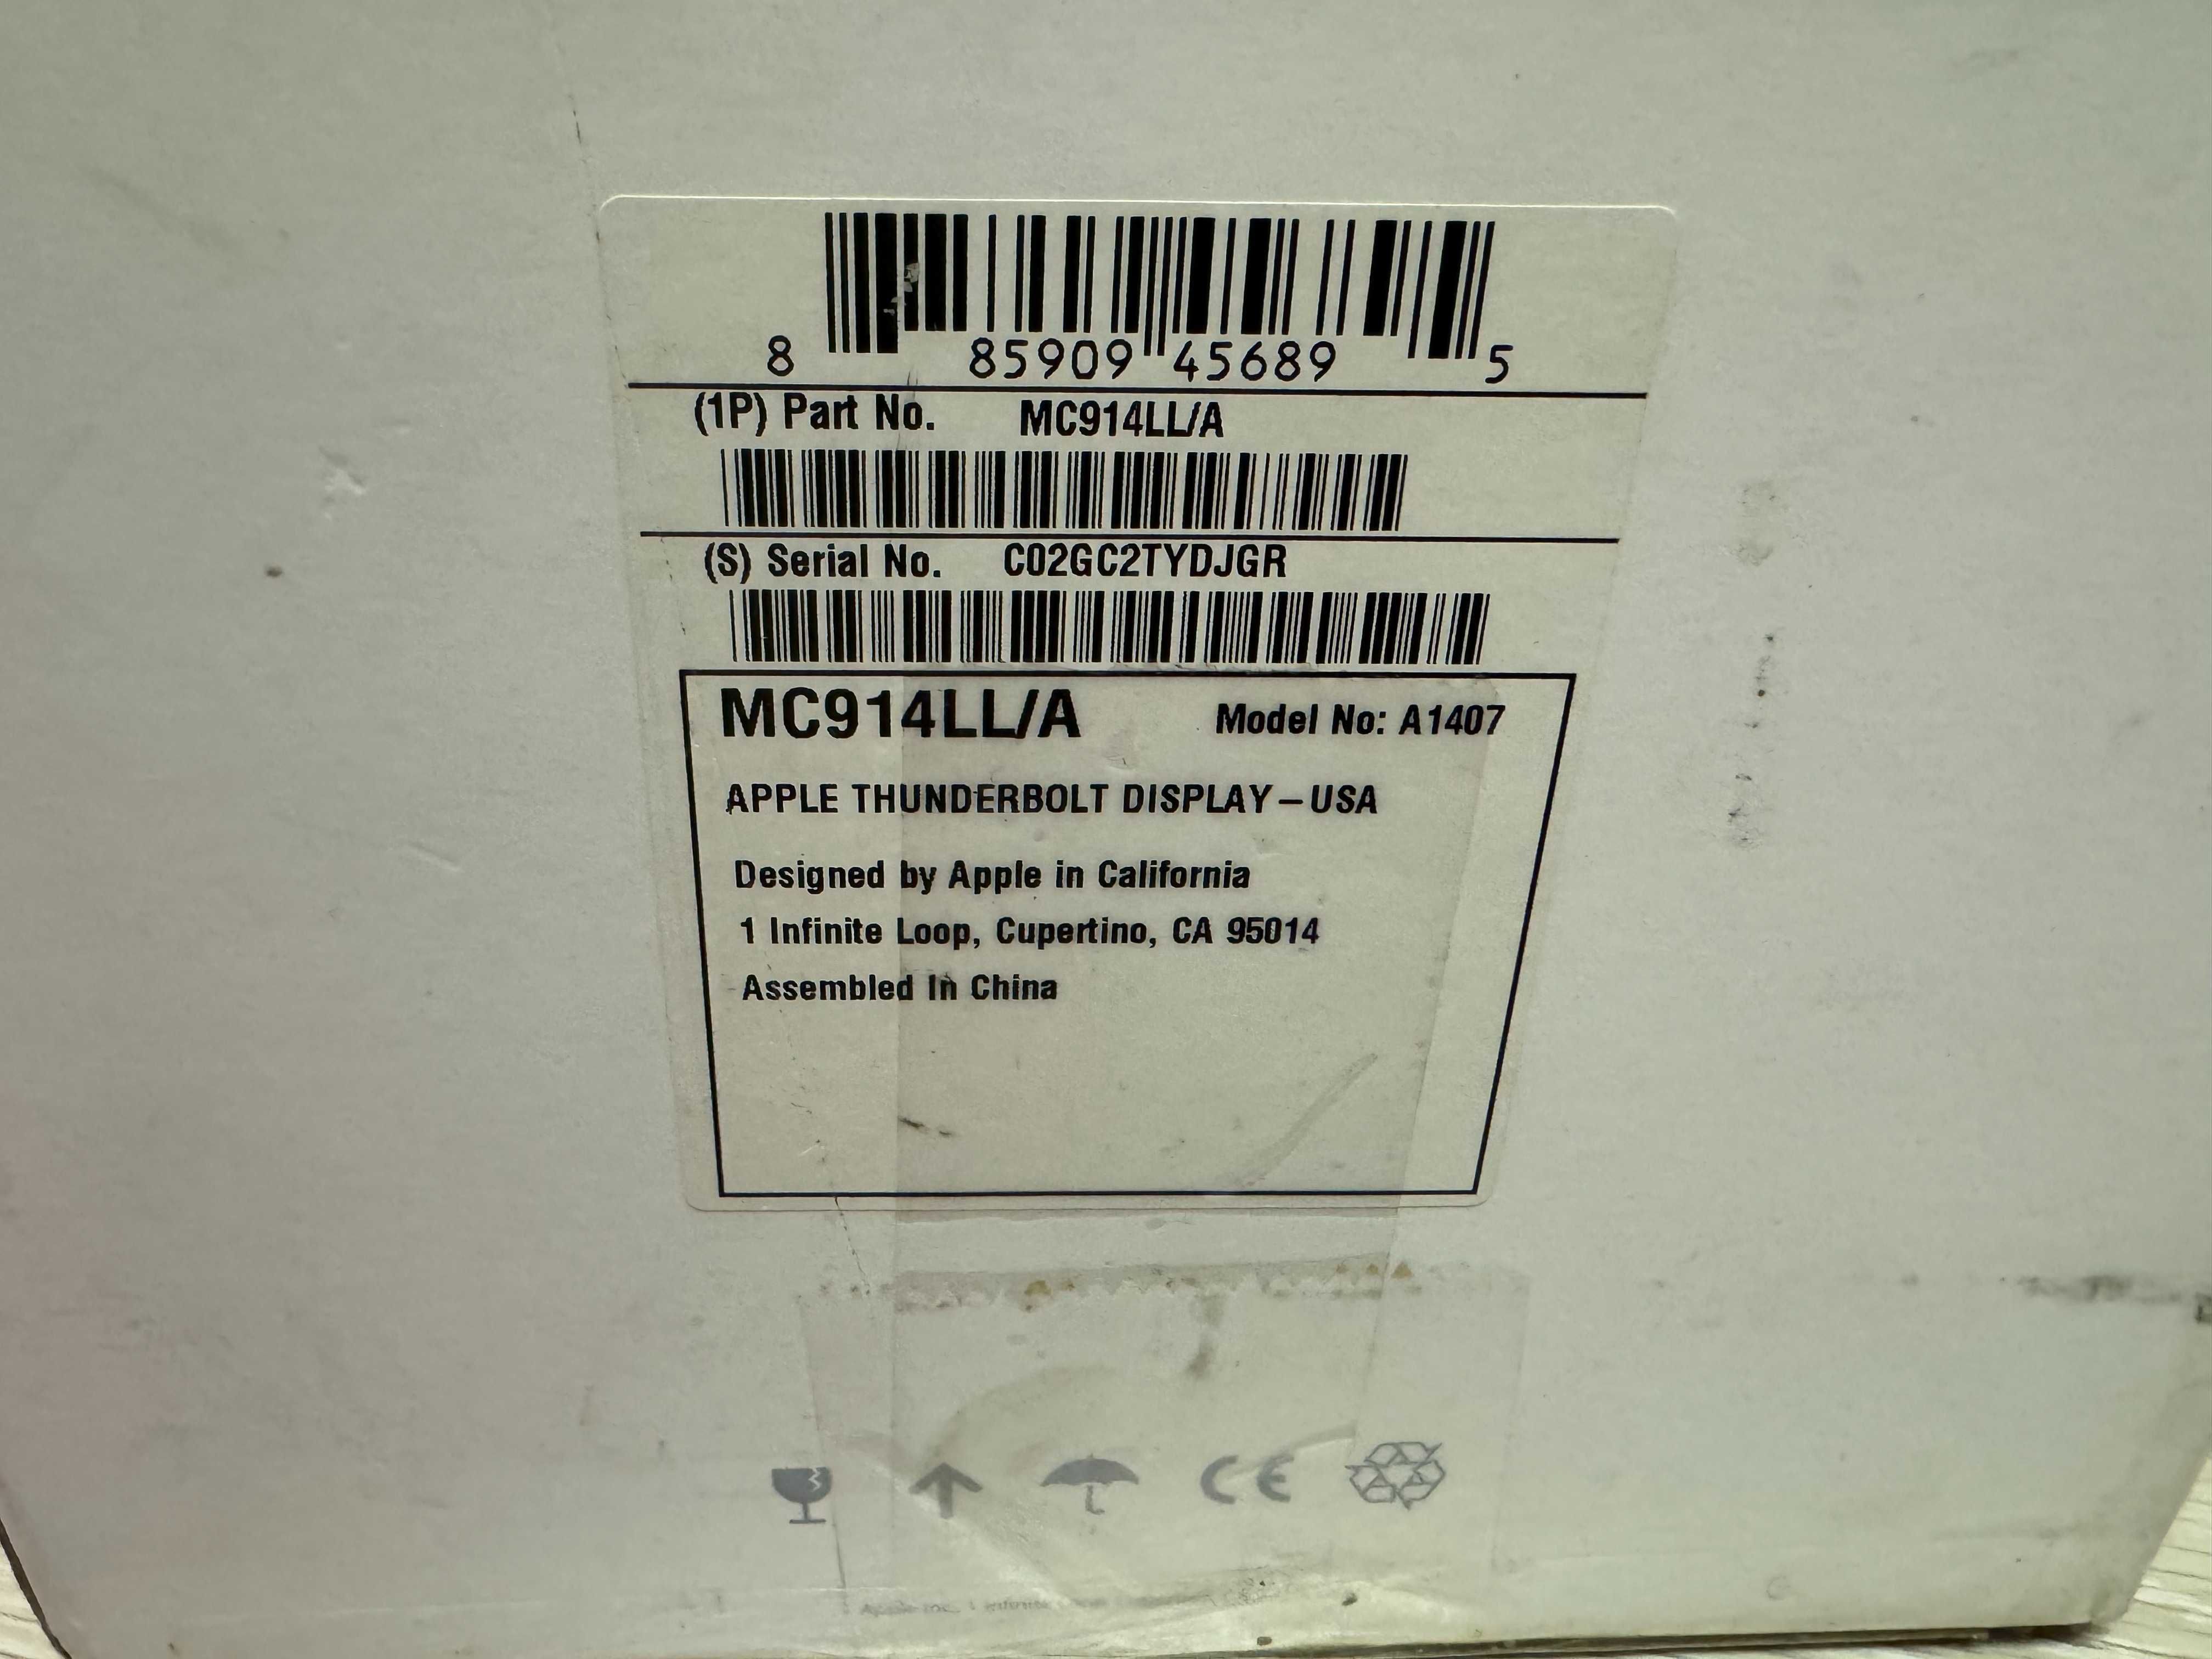 8 85909 45689 5
(1P) Part No. MC914LL/A
(S) Serial No. C02GC2TYDJGR
MC914LL/A Model No: A1407
APPLE THUNDERBOLT DISPLAY–USA
Designed by Apple in California
1 Infinite Loop, Cupertino, CA 95014
Assembled In China
CE